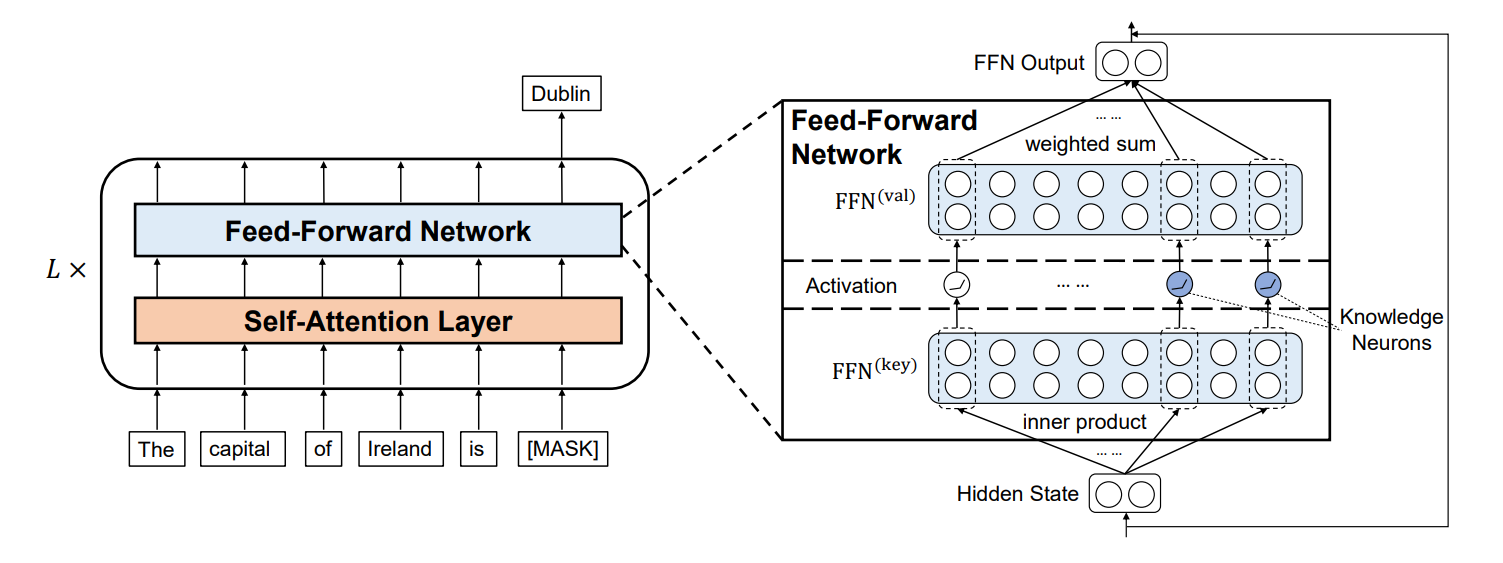 Dublin
Feed-Forward Network
L ×
Self-Attention Layer
The capital of Ireland is [MASK]
FFN Output
Feed-Forward
Network
... ...
weighted sum
FFN(val)
Activation
... ...
Knowledge
Neurons
FFN(key)
inner product
... ...
Hidden State